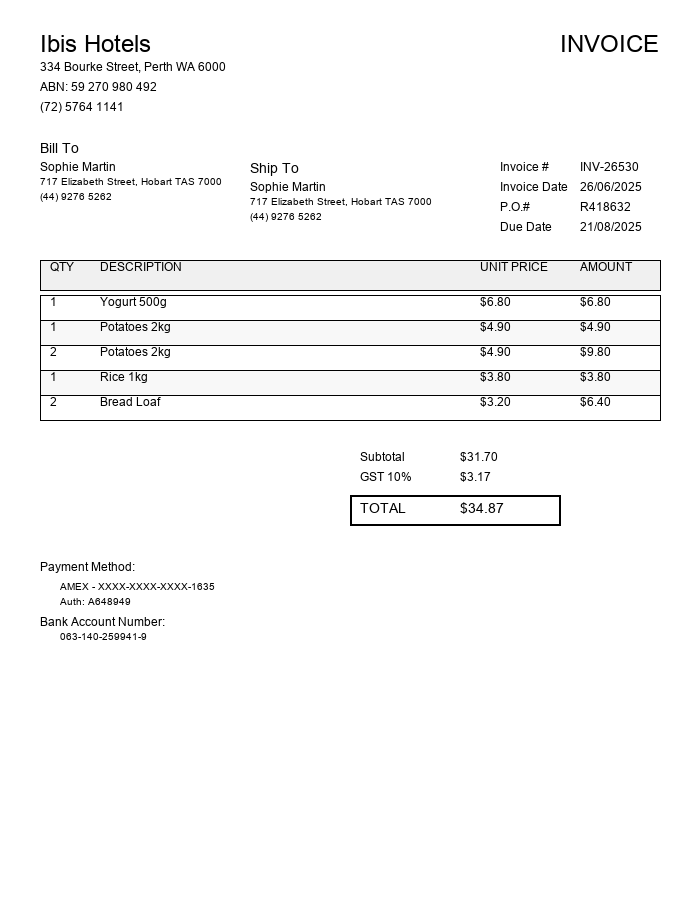 Ibis Hotels
INVOICE
334 Bourke Street, Perth WA 6000
ABN: 59 270 980 492
(72) 5764 1141
Bill To
Sophie Martin
717 Elizabeth Street, Hobart TAS 7000
(44) 9276 5262
Ship To
Sophie Martin
717 Elizabeth Street, Hobart TAS 7000
(44) 9276 5262
Invoice # INV-26530
Invoice Date 26/06/2025
P.O.# R418632
Due Date 21/08/2025
QTY DESCRIPTION UNIT PRICE AMOUNT
1 Yogurt 500g $6.80 $6.80
1 Potatoes 2kg $4.90 $4.90
2 Potatoes 2kg $4.90 $9.80
1 Rice 1kg $3.80 $3.80
2 Bread Loaf $3.20 $6.40
Subtotal $31.70
GST 10% $3.17
TOTAL $34.87
Payment Method:
AMEX - XXXX-XXXX-XXXX-1635
Auth: A648949
Bank Account Number:
063-140-259941-9